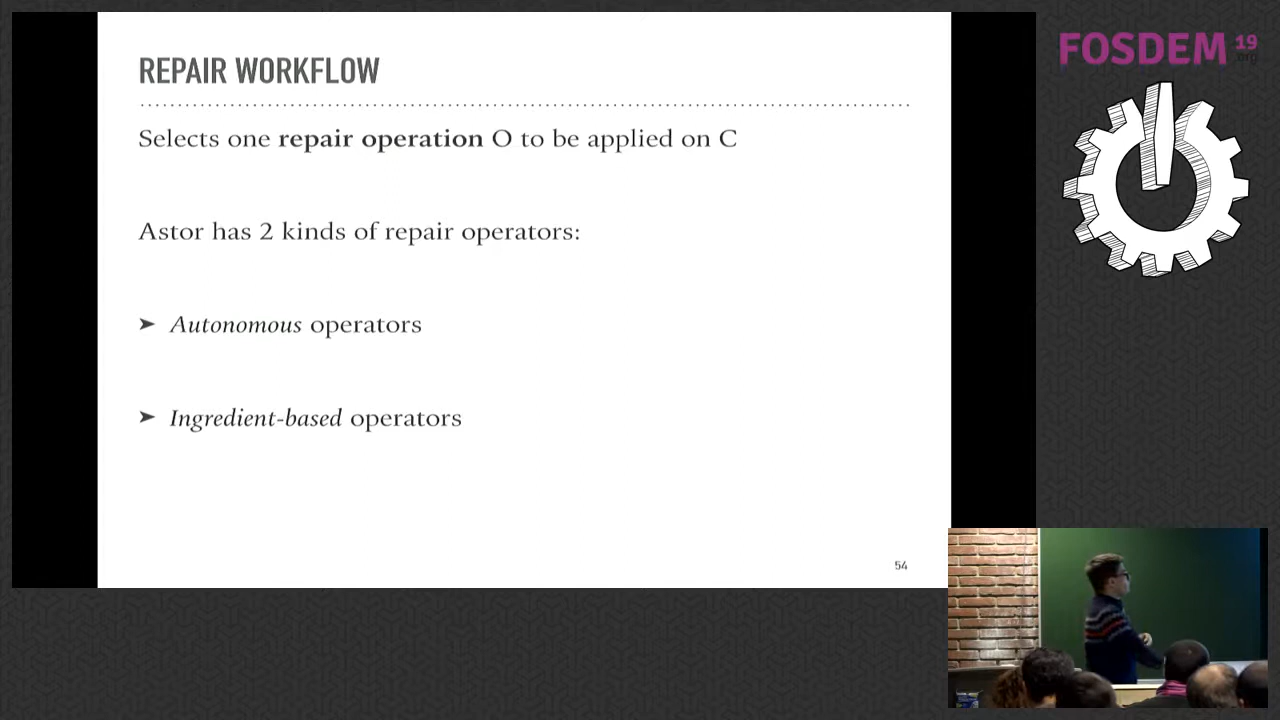 REPAIR WORKFLOW
Selects one repair operation O to be applied on C
Astor has 2 kinds of repair operators:
➤ Autonomous operators
➤ Ingredient-based operators
54
FOSDEM 19
.org